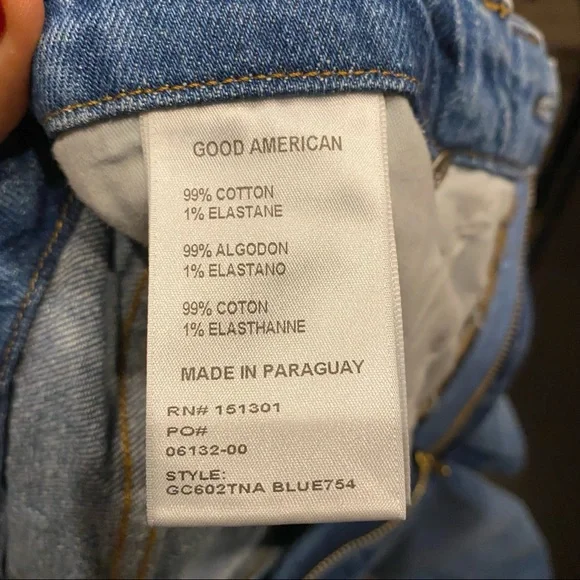 GOOD AMERICAN
99% COTTON
1% ELASTANE
99% ALGODON
1% ELASTANO
99% COTON
1% ELASTHANNE
MADE IN PARAGUAY
RN# 151301
PO#
06132-00
STYLE:
GC602TNA BLUE754